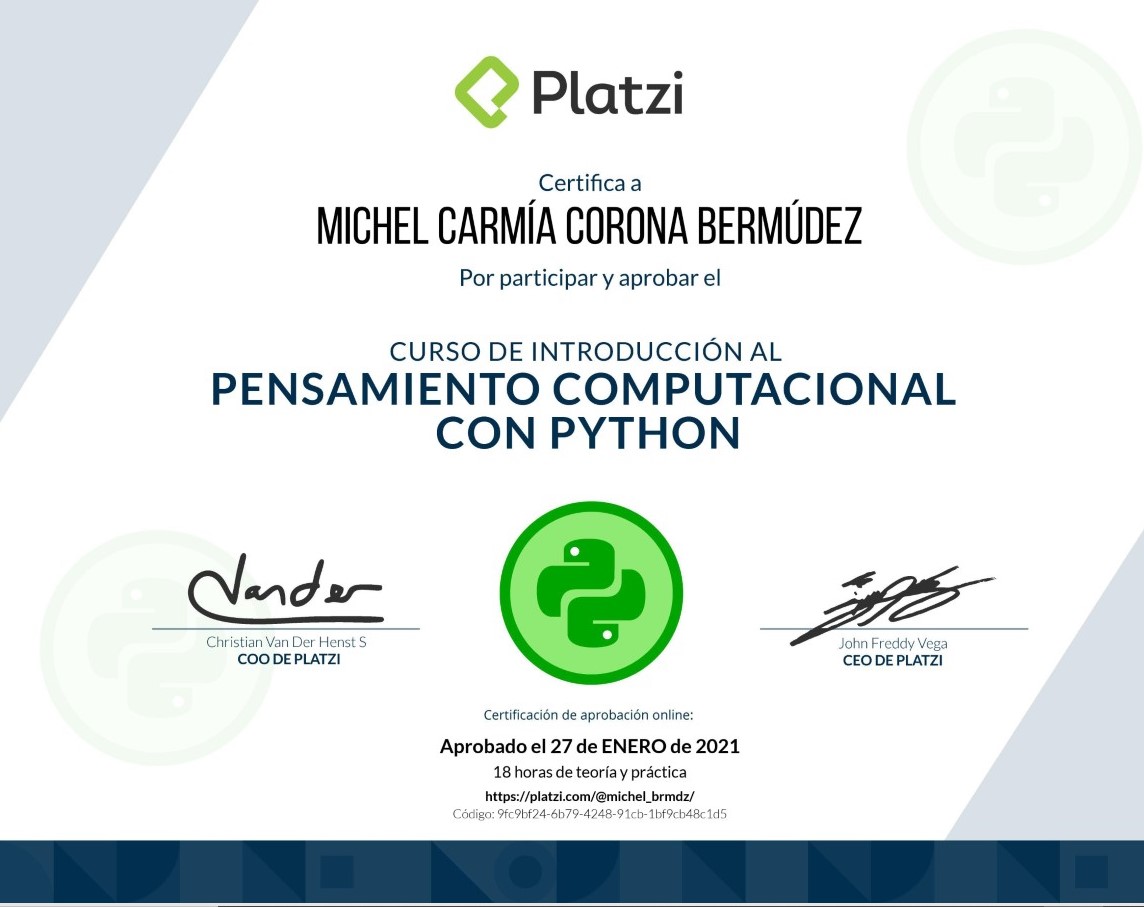 Platzi
Certifica a
MICHEL CARMÍA CORONA BERMÚDEZ
Por participar y aprobar el
CURSO DE INTRODUCCIÓN AL
PENSAMIENTO COMPUTACIONAL
CON PYTHON
Vander
Christian Van Der Henst S
COO DE PLATZI
John Freddy Vega
CEO DE PLATZI
Certificación de aprobación online:
Aprobado el 27 de ENERO de 2021
18 horas de teoría y práctica
https://platzi.com/@michel_brmdz/
Código: 9fc9bf24-6b79-4248-91cb-1bf9cb48c1d5